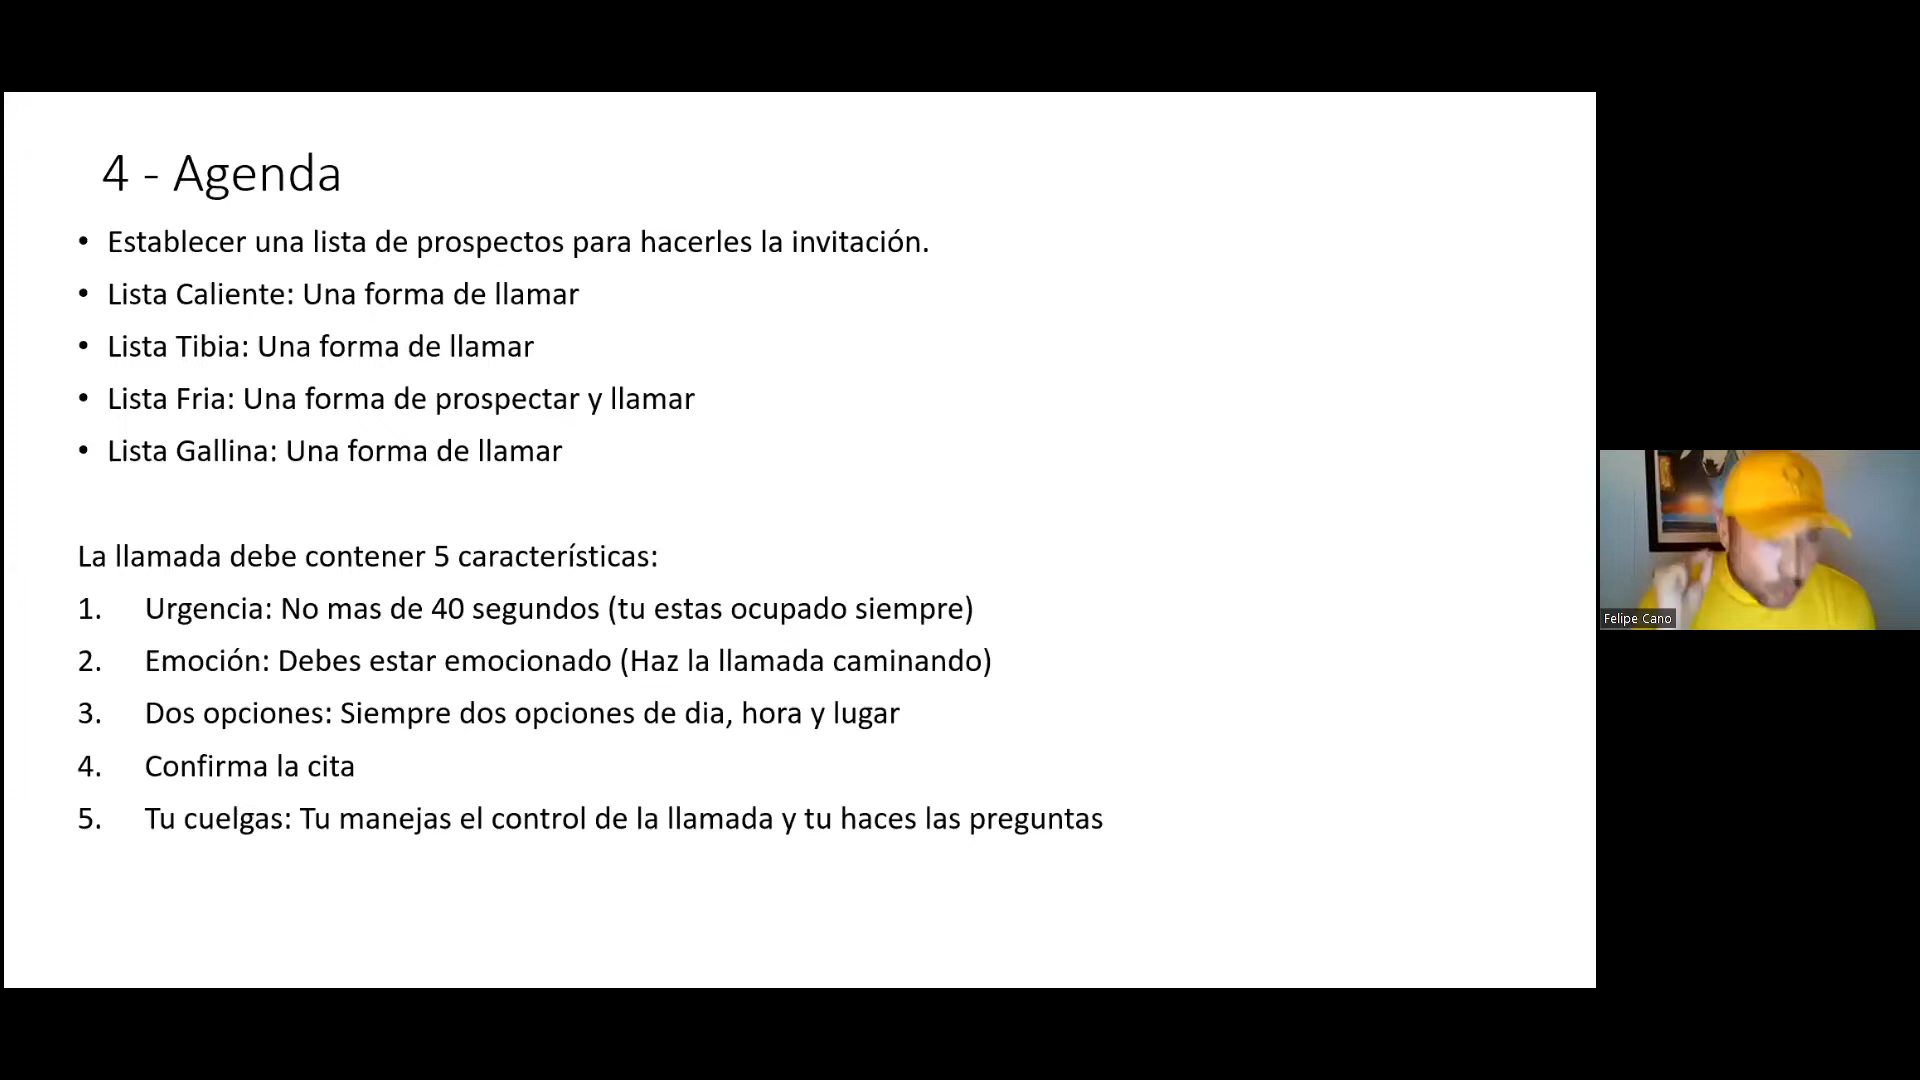 4 - Agenda
• Establecer una lista de prospectos para hacerles la invitación.
• Lista Caliente: Una forma de llamar
• Lista Tibia: Una forma de llamar
• Lista Fria: Una forma de prospectar y llamar
• Lista Gallina: Una forma de llamar
La llamada debe contener 5 características:
1. Urgencia: No mas de 40 segundos (tu estas ocupado siempre)
2. Emoción: Debes estar emocionado (Haz la llamada caminando)
3. Dos opciones: Siempre dos opciones de dia, hora y lugar
4. Confirma la cita
5. Tu cuelgas: Tu manejas el control de la llamada y tu haces las preguntas
Felipe Cano